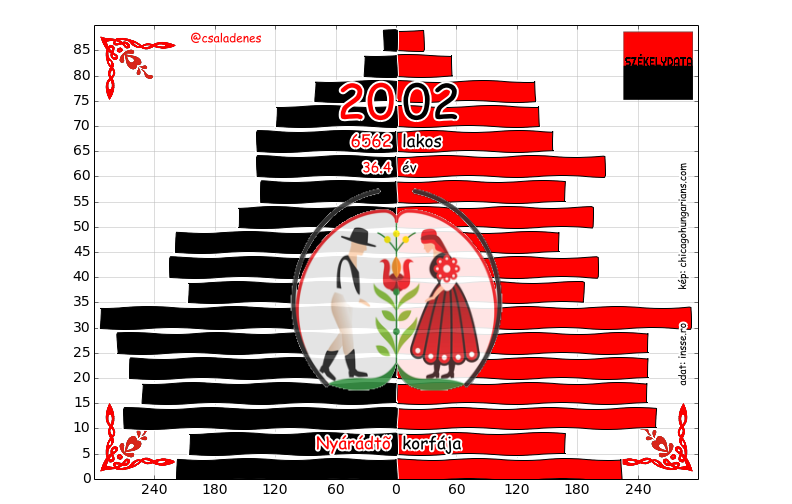 @csaladenes
SZÉKELYDATA
2002
6562 lakos
36.4 év
kép: chicagohungarians.com
adat: insse.ro
Nyárádtő korfája
85
80
75
70
65
60
55
50
45
40
35
30
25
20
15
10
5
0
240 180 120 60 0 60 120 180 240